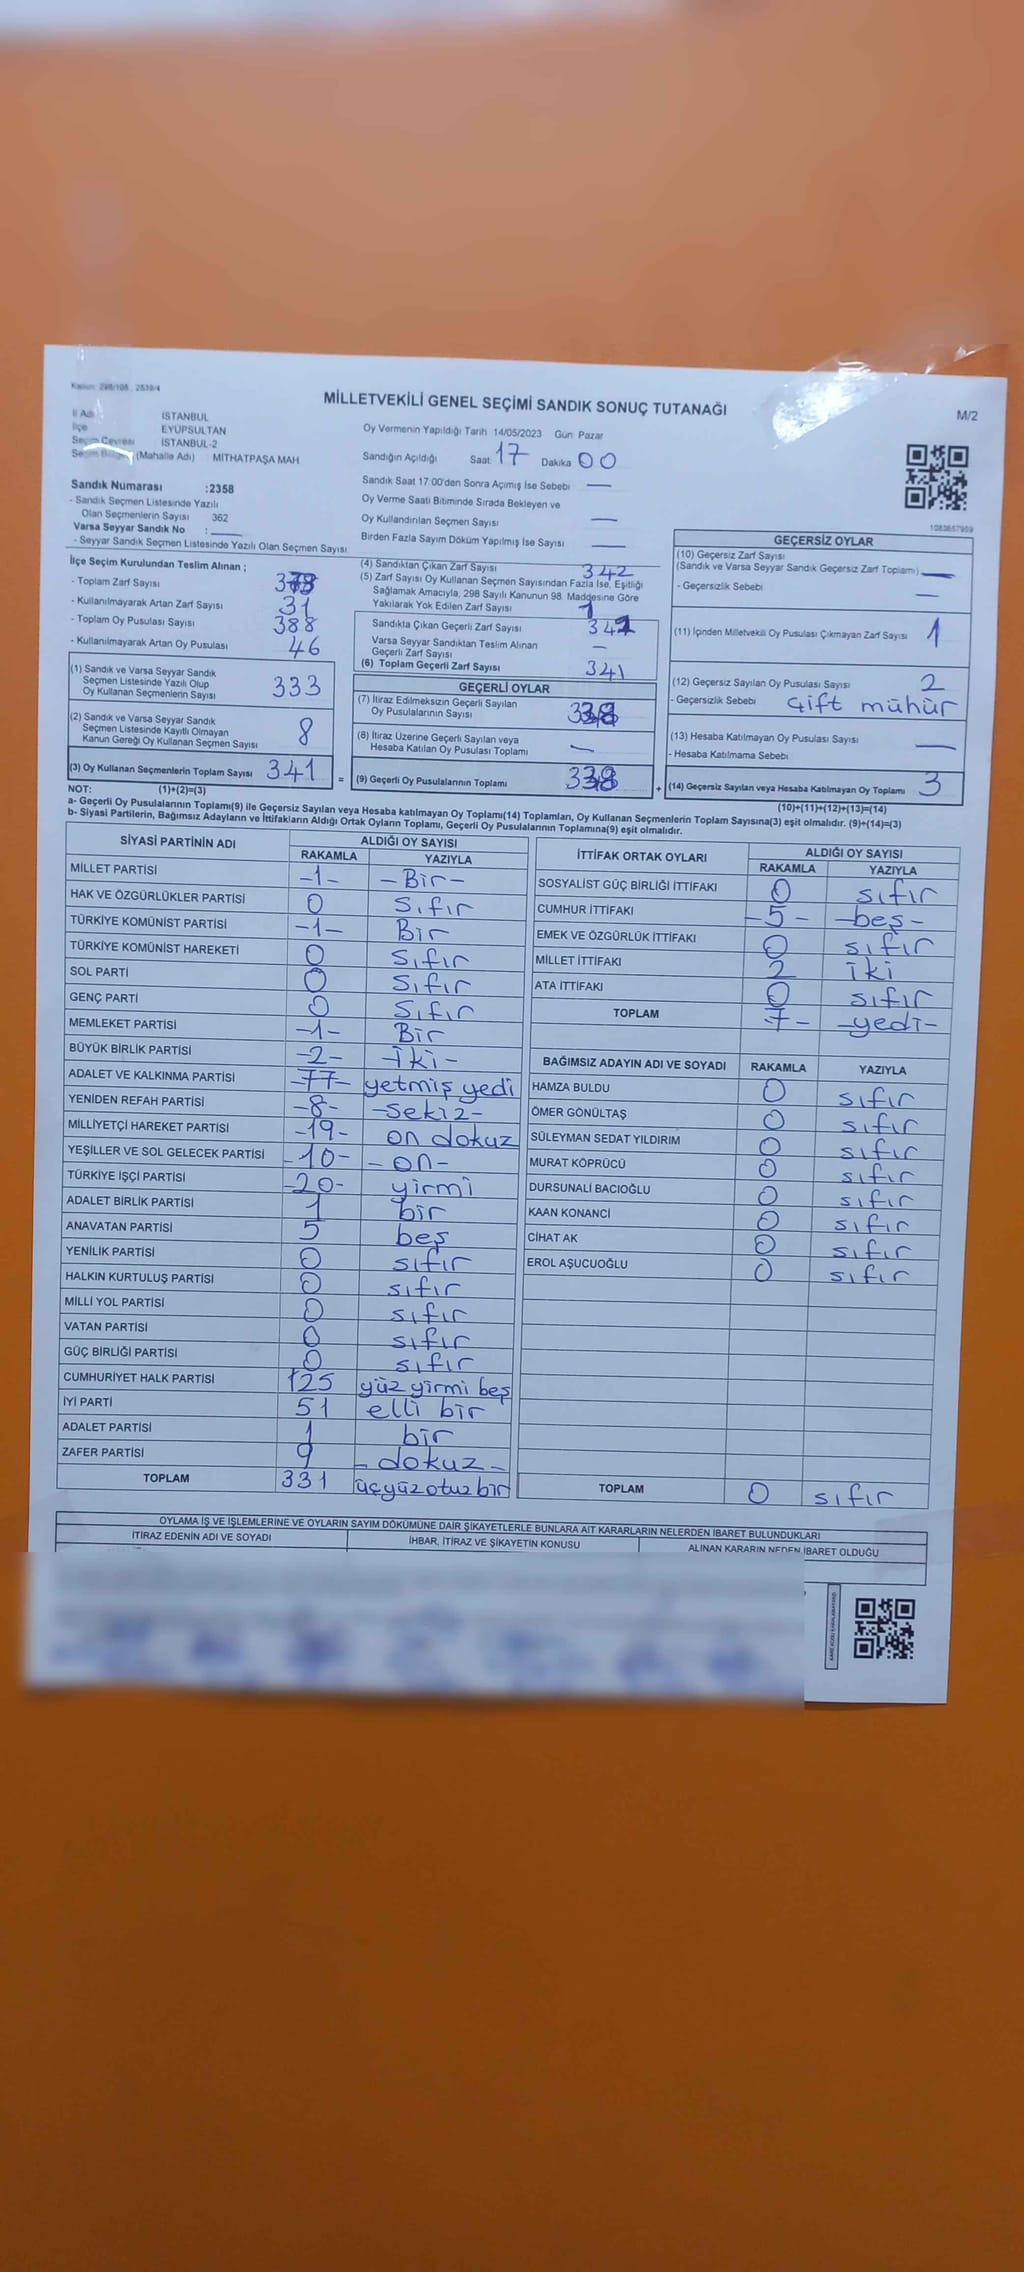 Kanun: 298/105 2839/4
MİLLETVEKİLİ GENEL SEÇİMİ SANDIK SONUÇ TUTANAĞI
M/2
İl Adı İSTANBUL
İlçe EYÜPSULTAN
Seçim Çevresi İSTANBUL-2
(Mahalle Adı) MİTHATPAŞA MAH
Sandık Numarası :2358
- Sandık Seçmen Listesinde Yazılı
Olan Seçmenlerin Sayısı 362
Varsa Seyyar Sandık No :
- Seyyar Sandık Seçmen Listesinde Yazılı Olan Seçmen Sayısı
Oy Vermenin Yapıldığı Tarih 14/05/2023 Gün Pazar
Sandığın Açıldığı Saat 17 Dakika 00
Sandık Saat 17:00'den Sonra Açımış İse Sebebi —
Oy Verme Saati Bitiminde Sırada Bekleyen ve
Oy Kullandırılan Seçmen Sayısı —
Birden Fazla Sayım Döküm Yapılmış İse Sayısı —
1083657959
İlçe Seçim Kurulundan Teslim Alınan ;
- Toplam Zarf Sayısı
- Kullanılmayarak Artan Zarf Sayısı 31
- Toplam Oy Pusulası Sayısı 388
- Kullanılmayarak Artan Oy Pusulası 46
(1) Sandık ve Varsa Seyyar Sandık
Seçmen Listesinde Yazılı Olup
Oy Kullanan Seçmenlerin Sayısı 333
(2) Sandık ve Varsa Seyyar Sandık
Seçmen Listesinde Kayıtlı Olmayan
Kanun Gereği Oy Kullanan Seçmen Sayısı 8
(3) Oy Kullanan Seçmenlerin Toplam Sayısı 341 =
(4) Sandıktan Çıkan Zarf Sayısı 342
(5) Zarf Sayısı Oy Kullanan Seçmen Sayısından Fazla İse, Eşitliği
Sağlamak Amacıyla, 298 Sayılı Kanunun 98. Maddesine Göre
Yakılarak Yok Edilen Zarf Sayısı 1
Sandıkta Çıkan Geçerli Zarf Sayısı 341
Varsa Seyyar Sandıktan Teslim Alınan
Geçerli Zarf Sayısı —
(6) Toplam Geçerli Zarf Sayısı 341
GEÇERLİ OYLAR
(7) İtiraz Edilmeksizin Geçerli Sayılan
Oy Pusulalarının Sayısı 338
(8) İtiraz Üzerine Geçerli Sayılan veya
Hesaba Katılan Oy Pusulası Toplamı —
(9) Geçerli Oy Pusulalarının Toplamı 338 +
GEÇERSİZ OYLAR
(10) Geçersiz Zarf Sayısı
(Sandık ve Varsa Seyyar Sandık Geçersiz Zarf Toplamı) —
- Geçersizlik Sebebi —
(11) İçinden Milletvekili Oy Pusulası Çıkmayan Zarf Sayısı 1
(12) Geçersiz Sayılan Oy Pusulası Sayısı 2
- Geçersizlik Sebebi Çift mühür
(13) Hesaba Katılmayan Oy Pusulası Sayısı —
- Hesaba Katılmama Sebebi
(14) Geçersiz Sayılan veya Hesaba Katılmayan Oy Toplamı 3
NOT: (1)+(2)=(3)
(10)+(11)+(12)+(13)=(14)
a- Geçerli Oy Pusulalarının Toplamı(9) ile Geçersiz Sayılan veya Hesaba katılmayan Oy Toplamı(14) Toplamları, Oy Kullanan Seçmenlerin Toplam Sayısına(3) eşit olmalıdır. (9)+(14)=(3)
b- Siyasi Partilerin, Bağımsız Adayların ve İttifakların Aldığı Ortak Oyların Toplamı, Geçerli Oy Pusulalarının Toplamına(9) eşit olmalıdır.
SİYASİ PARTİNİN ADI ALDIĞI OY SAYISI
RAKAMLA YAZIYLA
MİLLET PARTİSİ -1- -Bir-
HAK VE ÖZGÜRLÜKLER PARTİSİ 0 Sıfır
TÜRKİYE KOMÜNİST PARTİSİ -1- Bir
TÜRKİYE KOMÜNİST HAREKETİ 0 Sıfır
SOL PARTİ 0 Sıfır
GENÇ PARTİ 0 Sıfır
MEMLEKET PARTİSİ -1- Bir
BÜYÜK BİRLİK PARTİSİ -2- -İki-
ADALET VE KALKINMA PARTİSİ -77- yetmiş yedi
YENİDEN REFAH PARTİSİ -8- -sekiz-
MİLLİYETÇİ HAREKET PARTİSİ -19- on dokuz
YEŞİLLER VE SOL GELECEK PARTİSİ -10- -on-
TÜRKİYE İŞÇİ PARTİSİ -20- yirmi
ADALET BİRLİK PARTİSİ 1 bir
ANAVATAN PARTİSİ 5 beş
YENİLİK PARTİSİ 0 sıfır
HALKIN KURTULUŞ PARTİSİ 0 sıfır
MİLLİ YOL PARTİSİ 0 sıfır
VATAN PARTİSİ 0 sıfır
GÜÇ BİRLİĞİ PARTİSİ 0 sıfır
CUMHURİYET HALK PARTİSİ 125 yüz yirmi beş
İYİ PARTİ 51 elli bir
ADALET PARTİSİ 1 bir
ZAFER PARTİSİ 9 -dokuz-
TOPLAM 331 üçyüzotuzbir
İTTİFAK ORTAK OYLARI ALDIĞI OY SAYISI
RAKAMLA YAZIYLA
SOSYALİST GÜÇ BİRLİĞİ İTTİFAKI 0 sıfır
CUMHUR İTTİFAKI -5- -beş-
EMEK VE ÖZGÜRLÜK İTTİFAKI 0 sıfır
MİLLET İTTİFAKI 2 iki
ATA İTTİFAKI 0 sıfır
TOPLAM -7- -yedi-
BAĞIMSIZ ADAYIN ADI VE SOYADI RAKAMLA YAZIYLA
HAMZA BULDU 0 sıfır
ÖMER GÖNÜLTAŞ 0 sıfır
SÜLEYMAN SEDAT YILDIRIM 0 sıfır
MURAT KÖPRÜCÜ 0 sıfır
DURSUNALİ BACIOĞLU 0 sıfır
KAAN KONANCİ 0 sıfır
CİHAT AK 0 sıfır
EROL AŞUCUOĞLU 0 sıfır
TOPLAM 0 sıfır
OYLAMA İŞ VE İŞLEMLERİNE VE OYLARIN SAYIM DÖKÜMÜNE DAİR ŞİKAYETLERLE BUNLARA AİT KARARLARIN NELERDEN İBARET BULUNDUKLARI
İTİRAZ EDENİN ADI VE SOYADI İHBAR, İTİRAZ VE ŞİKAYETİN KONUSU ALINAN KARARIN NEDEN İBARET OLDUĞU